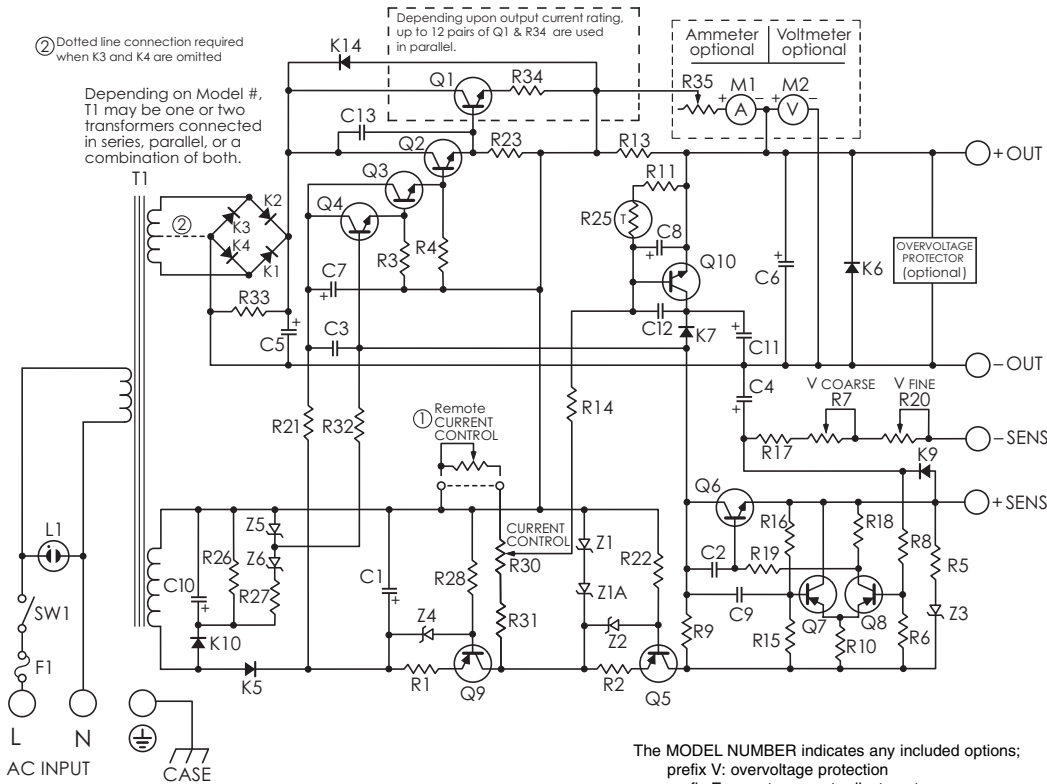 ② Dotted line connection required
when K3 and K4 are omitted
Depending on Model #,
T1 may be one or two
transformers connected
in series, parallel, or a
combination of both.
Depending upon output current rating,
up to 12 pairs of Q1 & R34 are used
in parallel.
Ammeter optional
Voltmeter optional
K14
Q1
R34
R35
M1
M2
+
A
−
+
V
−
C13
Q2
R23
R13
+ OUT
T1
Q3
R11
②
K3
K2
K4
K1
Q4
R25
T
C8
+
R3
R4
Q10
C6
+
K6
OVERVOLTAGE
PROTECTOR
(optional)
R33
C7
+
C5
+
C3
C12
K7
C11
+
− OUT
C4
+
V COARSE
R7
V FINE
R20
R21
R32
① Remote
CURRENT
CONTROL
R14
R17
− SENS
K9
Q6
+ SENS
L1
Z5
Z6
R26
R27
C10
+
C1
+
R28
CURRENT
CONTROL
R30
Z1
R22
Z1A
R16
R18
R8
R5
C2
R19
C9
SW1
K10
Z4
R31
Z2
R9
R15
Q7
Q8
R10
R6
Z3
F1
K5
R1
Q9
R2
Q5
L
N
AC INPUT
CASE
The MODEL NUMBER indicates any included options;
prefix V: overvoltage protection